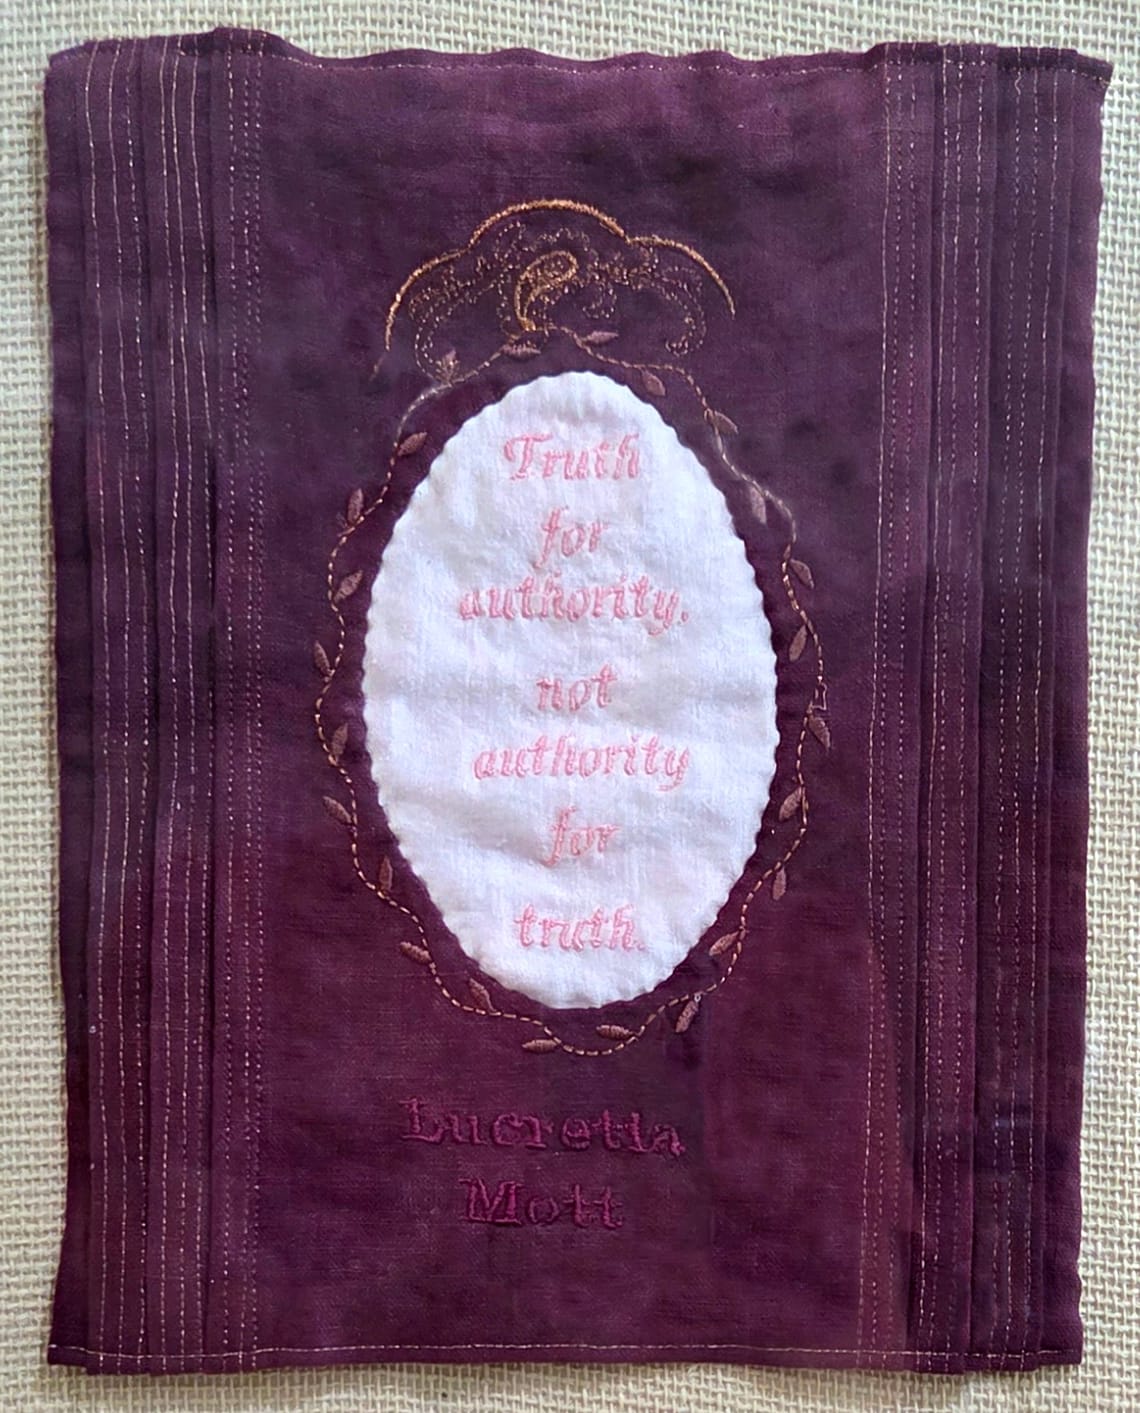 Truth
for
authority.
not
authority
for
truth.
Lucretia
Mott